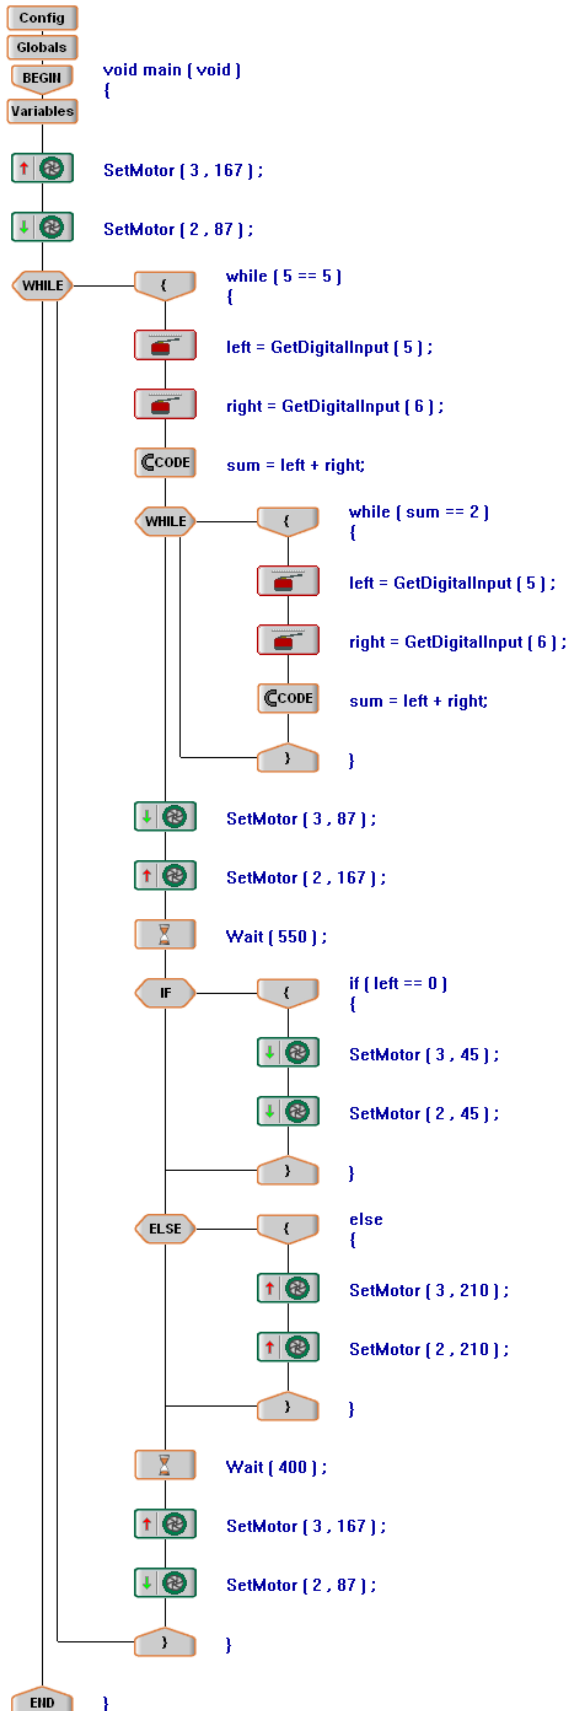 Config
Globals
BEGIN
void main ( void )
{
Variables
SetMotor ( 3 , 167 ) ;
SetMotor ( 2 , 87 ) ;
WHILE
{
while ( 5 == 5 )
{
left = GetDigitalInput ( 5 ) ;
right = GetDigitalInput ( 6 ) ;
CODE
sum = left + right;
WHILE
{
while ( sum == 2 )
{
left = GetDigitalInput ( 5 ) ;
right = GetDigitalInput ( 6 ) ;
CODE
sum = left + right;
}
}
SetMotor ( 3 , 87 ) ;
SetMotor ( 2 , 167 ) ;
Wait ( 550 ) ;
IF
{
if ( left == 0 )
{
SetMotor ( 3 , 45 ) ;
SetMotor ( 2 , 45 ) ;
}
}
ELSE
{
else
{
SetMotor ( 3 , 210 ) ;
SetMotor ( 2 , 210 ) ;
}
}
Wait ( 400 ) ;
SetMotor ( 3 , 167 ) ;
SetMotor ( 2 , 87 ) ;
}
}
END
}